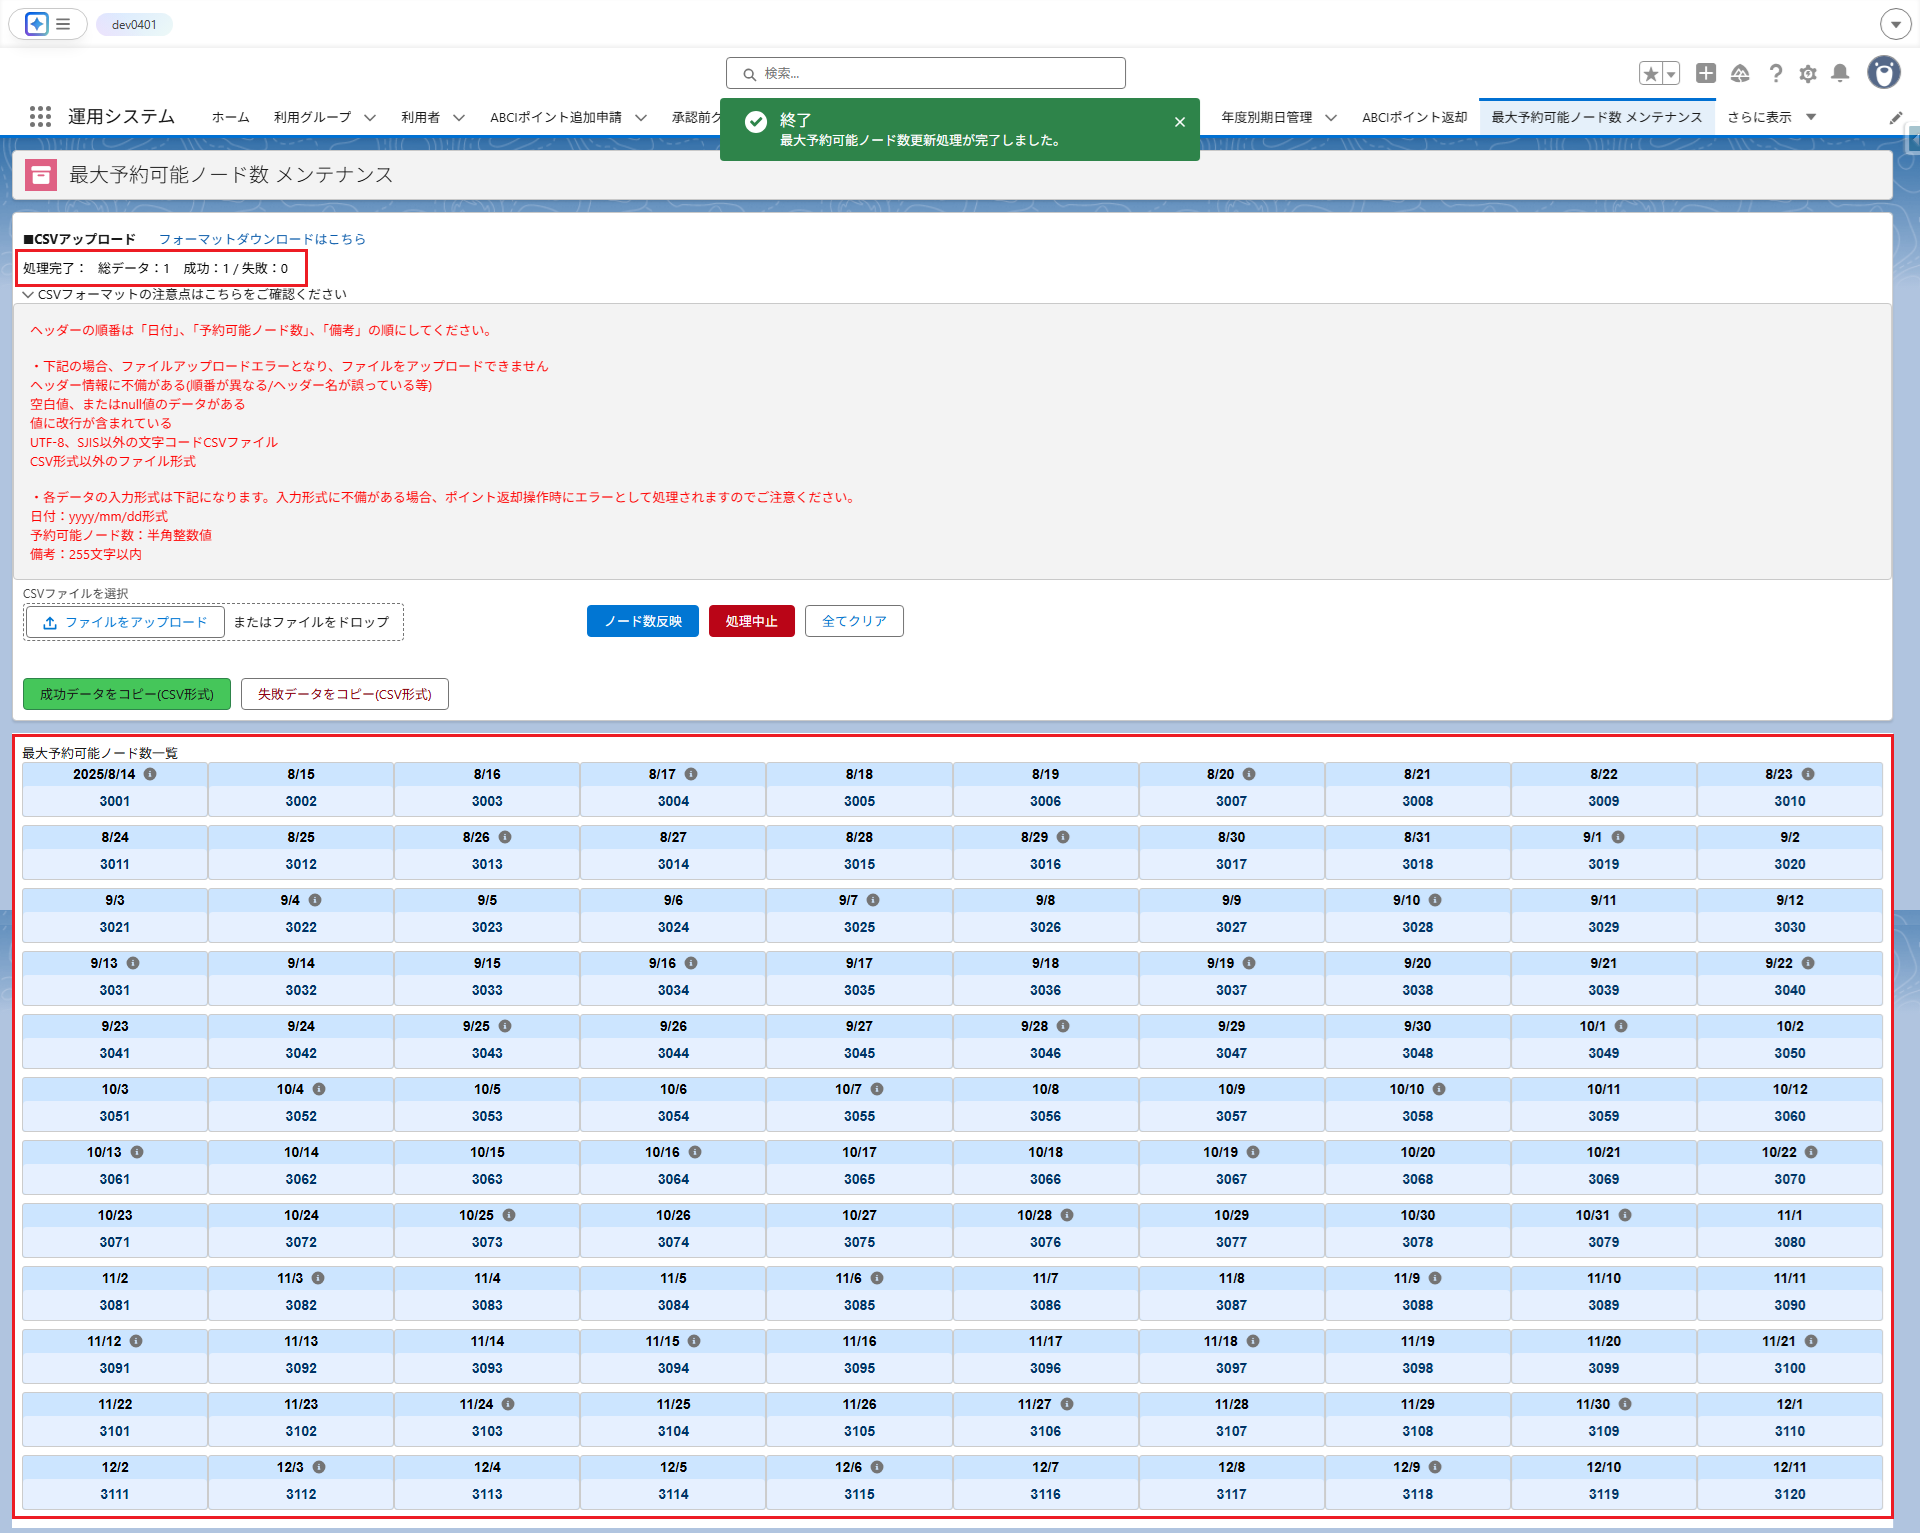 dev0401
検索...
運用システム
ホーム 利用グループ 利用者 ABCIポイント追加申請 承認前グ 年度別期日管理 ABCIポイント返却 最大予約可能ノード数 メンテナンス さらに表示
終了
最大予約可能ノード数更新処理が完了しました。
最大予約可能ノード数 メンテナンス
■CSVアップロード フォーマットダウンロードはこちら
処理完了： 総データ：1 成功：1 / 失敗：0
CSVフォーマットの注意点はこちらをご確認ください
ヘッダーの順番は「日付」、「予約可能ノード数」、「備考」の順にしてください。
・下記の場合、ファイルアップロードエラーとなり、ファイルをアップロードできません
ヘッダー情報に不備がある(順番が異なる/ヘッダー名が誤っている等)
空白値、またはnull値のデータがある
値に改行が含まれている
UTF-8、SJIS以外の文字コードCSVファイル
CSV形式以外のファイル形式
・各データの入力形式は下記になります。入力形式に不備がある場合、ポイント返却操作時にエラーとして処理されますのでご注意ください。
日付：yyyy/mm/dd形式
予約可能ノード数：半角整数値
備考：255文字以内
CSVファイルを選択
ファイルをアップロード またはファイルをドロップ ノード数反映 処理中止 全てクリア
成功データをコピー(CSV形式) 失敗データをコピー(CSV形式)
最大予約可能ノード数一覧
2025/8/14 8/15 8/16 8/17 8/18 8/19 8/20 8/21 8/22 8/23
3001 3002 3003 3004 3005 3006 3007 3008 3009 3010
8/24 8/25 8/26 8/27 8/28 8/29 8/30 8/31 9/1 9/2
3011 3012 3013 3014 3015 3016 3017 3018 3019 3020
9/3 9/4 9/5 9/6 9/7 9/8 9/9 9/10 9/11 9/12
3021 3022 3023 3024 3025 3026 3027 3028 3029 3030
9/13 9/14 9/15 9/16 9/17 9/18 9/19 9/20 9/21 9/22
3031 3032 3033 3034 3035 3036 3037 3038 3039 3040
9/23 9/24 9/25 9/26 9/27 9/28 9/29 9/30 10/1 10/2
3041 3042 3043 3044 3045 3046 3047 3048 3049 3050
10/3 10/4 10/5 10/6 10/7 10/8 10/9 10/10 10/11 10/12
3051 3052 3053 3054 3055 3056 3057 3058 3059 3060
10/13 10/14 10/15 10/16 10/17 10/18 10/19 10/20 10/21 10/22
3061 3062 3063 3064 3065 3066 3067 3068 3069 3070
10/23 10/24 10/25 10/26 10/27 10/28 10/29 10/30 10/31 11/1
3071 3072 3073 3074 3075 3076 3077 3078 3079 3080
11/2 11/3 11/4 11/5 11/6 11/7 11/8 11/9 11/10 11/11
3081 3082 3083 3084 3085 3086 3087 3088 3089 3090
11/12 11/13 11/14 11/15 11/16 11/17 11/18 11/19 11/20 11/21
3091 3092 3093 3094 3095 3096 3097 3098 3099 3100
11/22 11/23 11/24 11/25 11/26 11/27 11/28 11/29 11/30 12/1
3101 3102 3103 3104 3105 3106 3107 3108 3109 3110
12/2 12/3 12/4 12/5 12/6 12/7 12/8 12/9 12/10 12/11
3111 3112 3113 3114 3115 3116 3117 3118 3119 3120